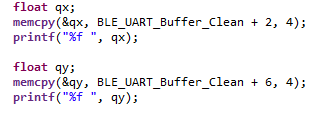 float qx;
memcpy(&qx, BLE_UART_Buffer_Clean + 2, 4);
printf("%f ", qx);
float qy;
memcpy(&qy, BLE_UART_Buffer_Clean + 6, 4);
printf("%f ", qy);